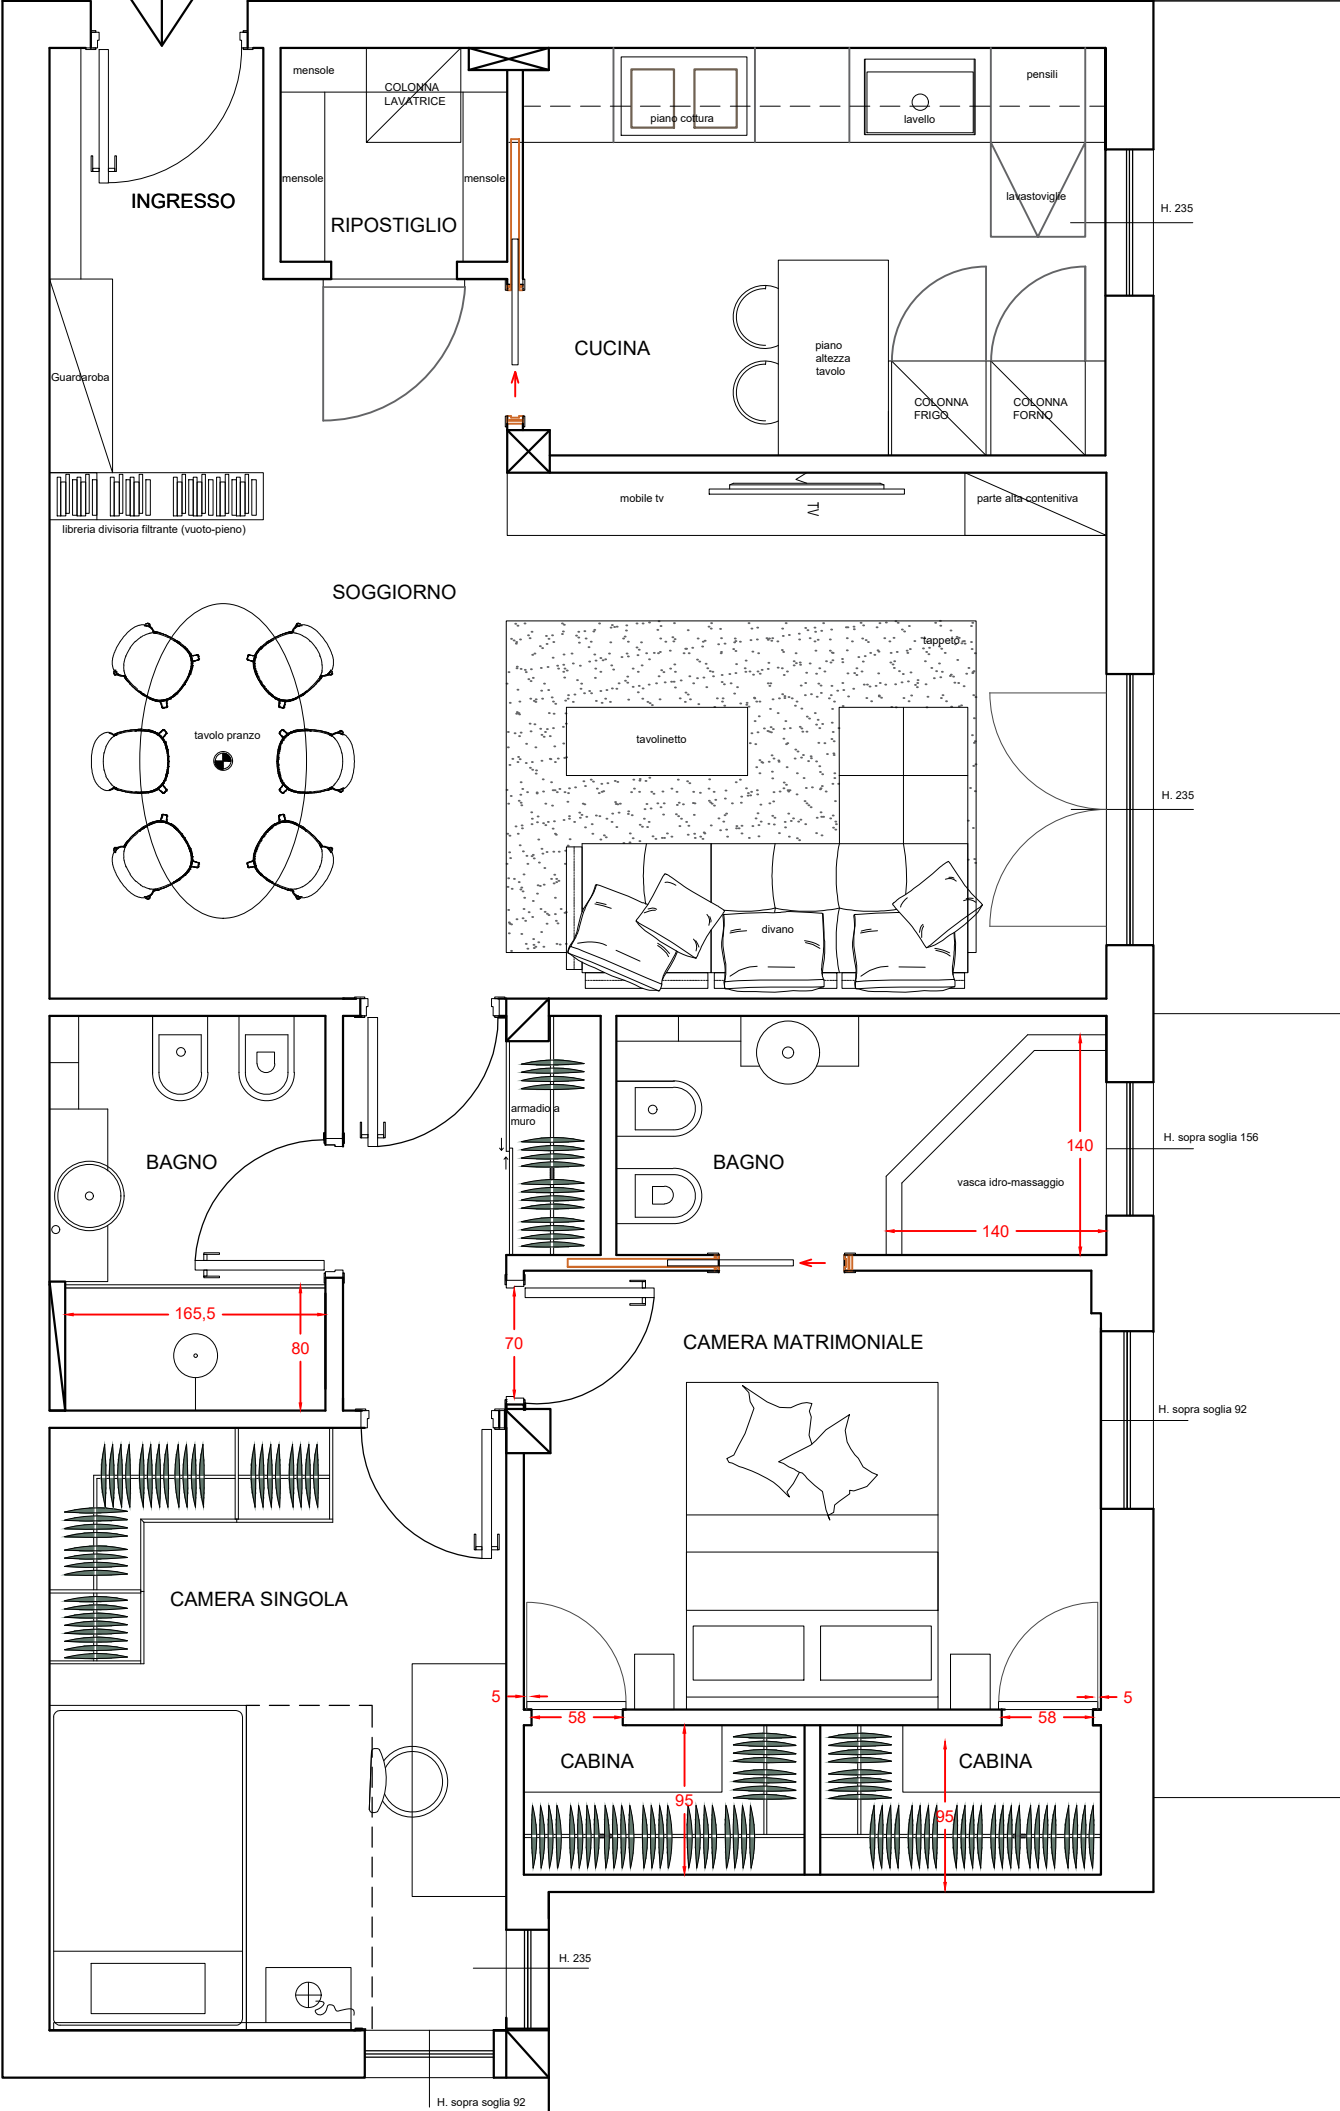 mensole
COLONNA
LAVATRICE
pensili
piano cottura
lavello
mensole
mensole
INGRESSO
RIPOSTIGLIO
lavastoviglie
H. 235
CUCINA
piano
altezza
tavolo
Guardaroba
COLONNA
FRIGO
COLONNA
FORNO
mobile tv
TV
parte alta contenitiva
libreria divisoria filtrante (vuoto-pieno)
SOGGIORNO
tappeto
tavolo pranzo
tavolinetto
H. 235
divano
armadio a
muro
BAGNO
BAGNO
140
H. sopra soglia 156
vasca idro-massaggio
140
165,5
80
70
CAMERA MATRIMONIALE
H. sopra soglia 92
CAMERA SINGOLA
5
58
58
5
CABINA
CABINA
95
95
H. 235
H. sopra soglia 92